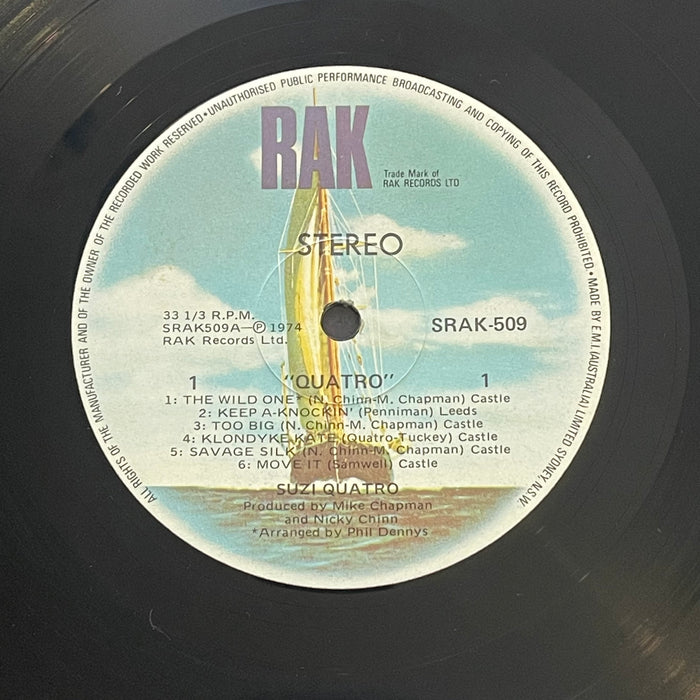 ALL RIGHTS OF THE MANUFACTURER AND OF THE OWNER OF THE RECORDED WORK RESERVED • UNAUTHORISED PUBLIC PERFORMANCE BROADCASTING AND COPYING OF THIS RECORD PROHIBITED • MADE BY E.M.I. (AUSTRALIA) LIMITED SYDNEY, N.S.W.
RAK
Trade Mark of
RAK RECORDS LTD
STEREO
33 1/3 R.P.M.
SRAK509A—Ⓟ 1974
RAK Records Ltd.
SRAK-509
1 "QUATRO" 1
1: THE WILD ONE* (N. Chinn-M. Chapman) Castle
2: KEEP A-KNOCKIN' (Penniman) Leeds
3: TOO BIG (N. Chinn-M. Chapman) Castle
4: KLONDYKE KATE (Quatro-Tuckey) Castle
5: SAVAGE SILK (N. Chinn-M. Chapman) Castle
6: MOVE IT (Samwell) Castle
SUZI QUATRO
Produced by Mike Chapman
and Nicky Chinn
*Arranged by Phil Dennys